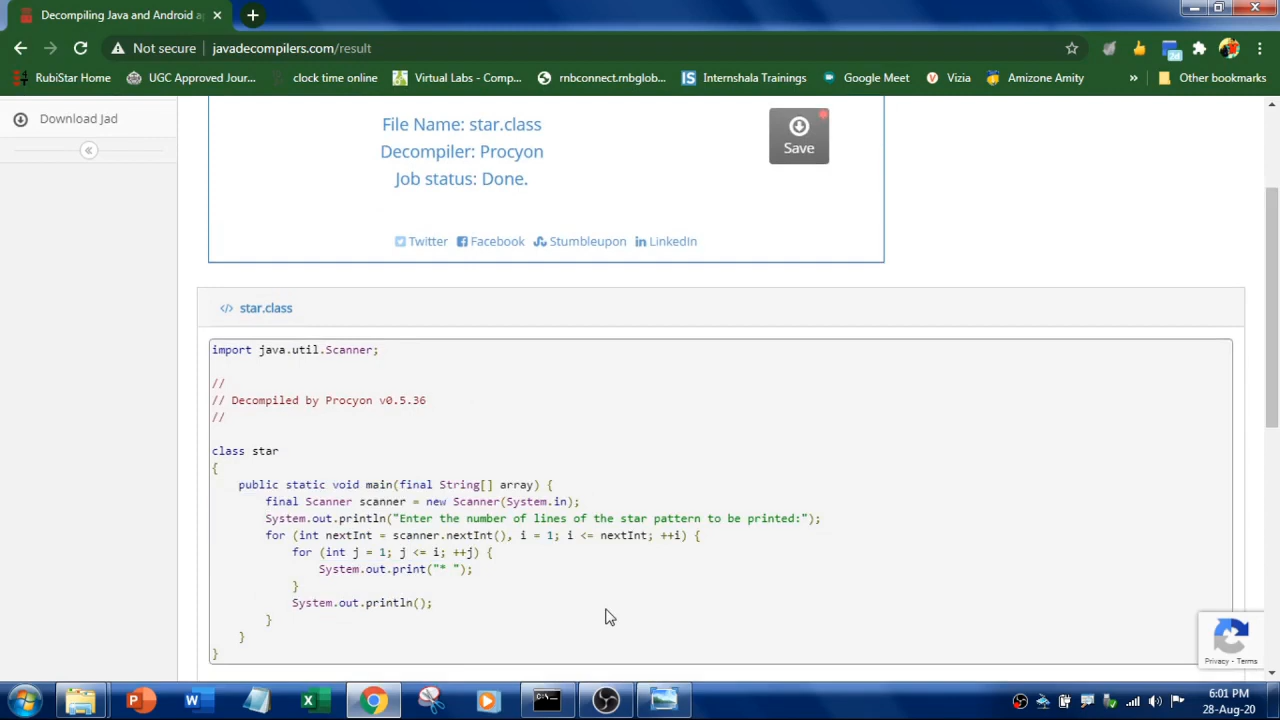 Decompiling Java and Android a
Not secure javadecompilers.com/result
RubiStar Home UGC Approved Jour... clock time online Virtual Labs - Comp... rnbconnect.rnbglob... Internshala Trainings Google Meet Vizia Amizone Amity » Other bookmarks
2d
Download Jad
File Name: star.class
Decompiler: Procyon
Job status: Done.
Save
Twitter Facebook Stumbleupon LinkedIn
</> star.class
import java.util.Scanner;
//
// Decompiled by Procyon v0.5.36
//
class star
{
public static void main(final String[] array) {
final Scanner scanner = new Scanner(System.in);
System.out.println("Enter the number of lines of the star pattern to be printed:");
for (int nextInt = scanner.nextInt(), i = 1; i <= nextInt; ++i) {
for (int j = 1; j <= i; ++j) {
System.out.print("* ");
}
System.out.println();
}
}
}
Privacy - Terms
6:01 PM
28-Aug-20